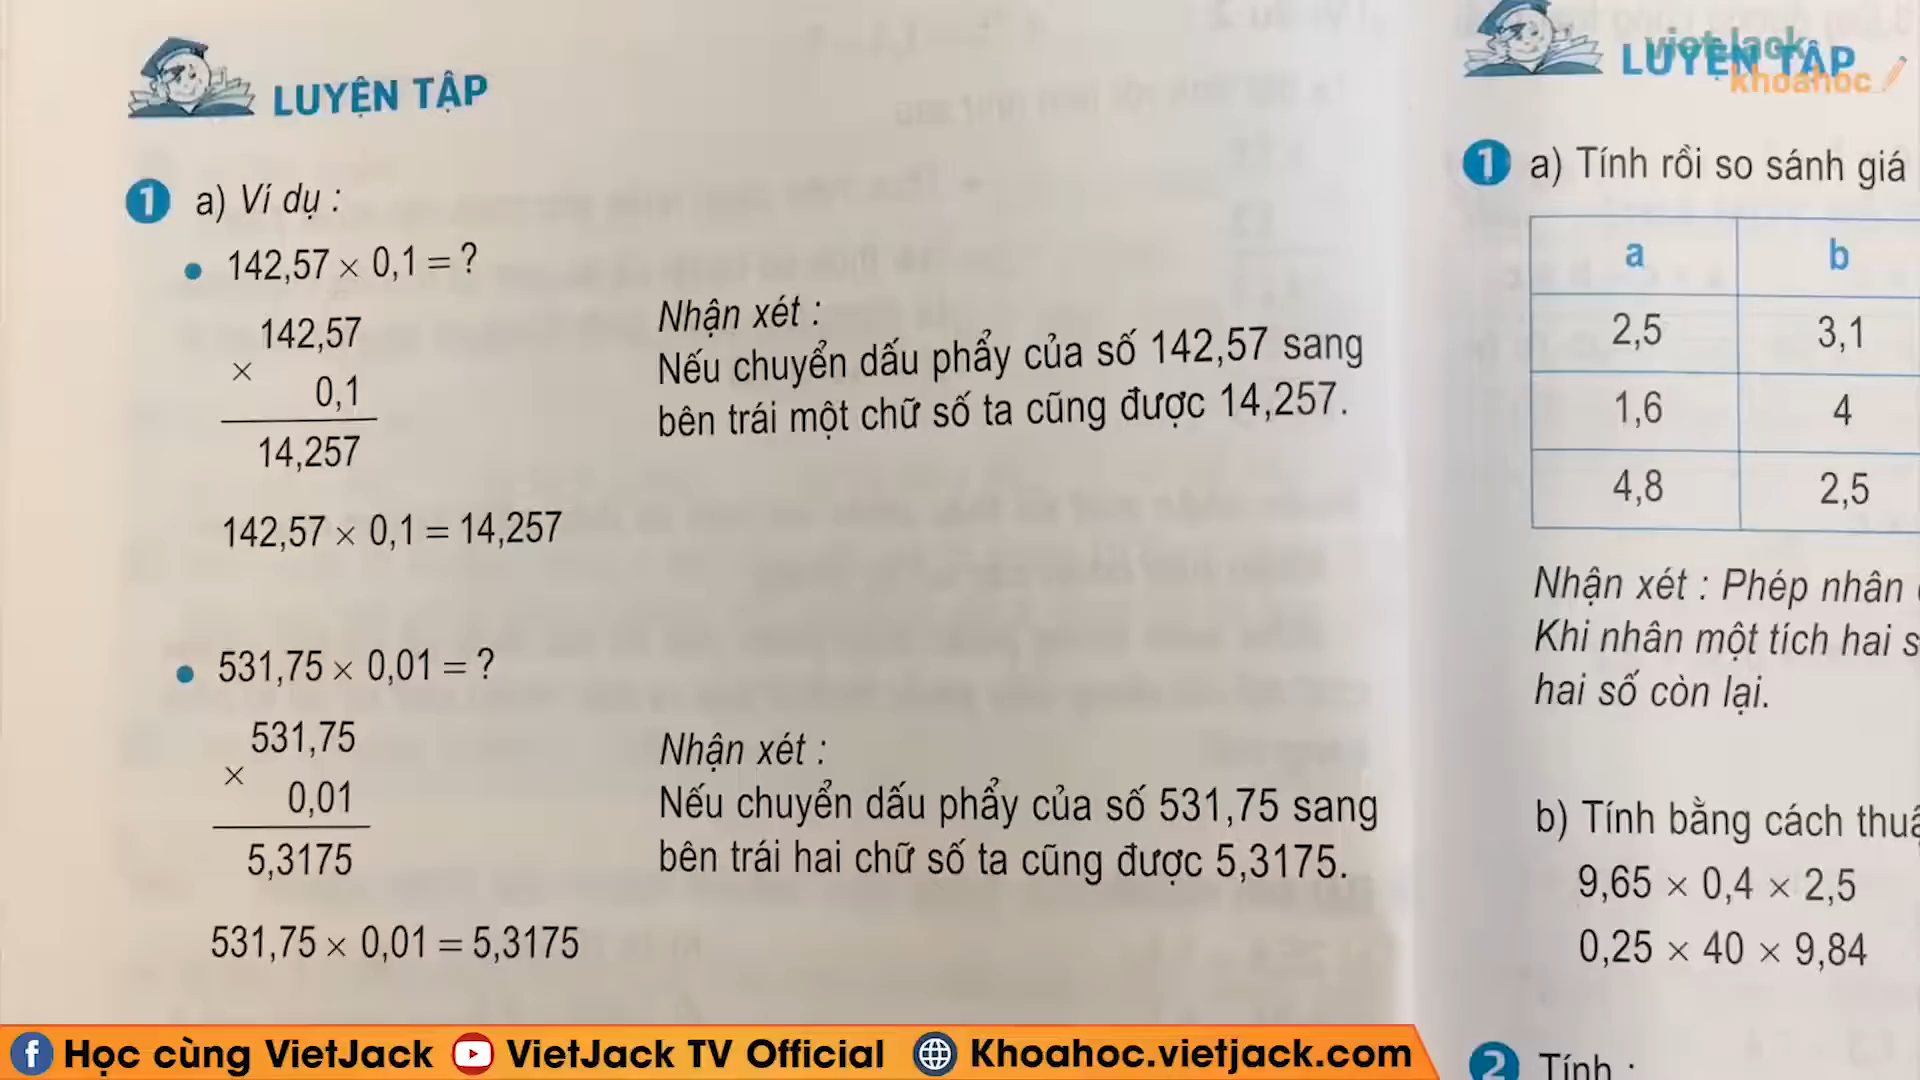 LUYỆN TẬP
1 a) Ví dụ :
• 142,57 × 0,1 = ?
142,57
×
0,1
14,257
142,57 × 0,1 = 14,257
Nhận xét :
Nếu chuyển dấu phẩy của số 142,57 sang
bên trái một chữ số ta cũng được 14,257.
• 531,75 × 0,01 = ?
531,75
×
0,01
5,3175
531,75 × 0,01 = 5,3175
Nhận xét :
Nếu chuyển dấu phẩy của số 531,75 sang
bên trái hai chữ số ta cũng được 5,3175.
LUYỆN TẬP
vietJack
khoahoc
1 a) Tính rồi so sánh giá
a b
2,5 3,1
1,6 4
4,8 2,5
Nhận xét : Phép nhân
Khi nhân một tích hai s
hai số còn lại.
b) Tính bằng cách thuậ
9,65 × 0,4 × 2,5
0,25 × 40 × 9,84
2 Tính :
Học cùng VietJack VietJack TV Official Khoahoc.vietjack.com